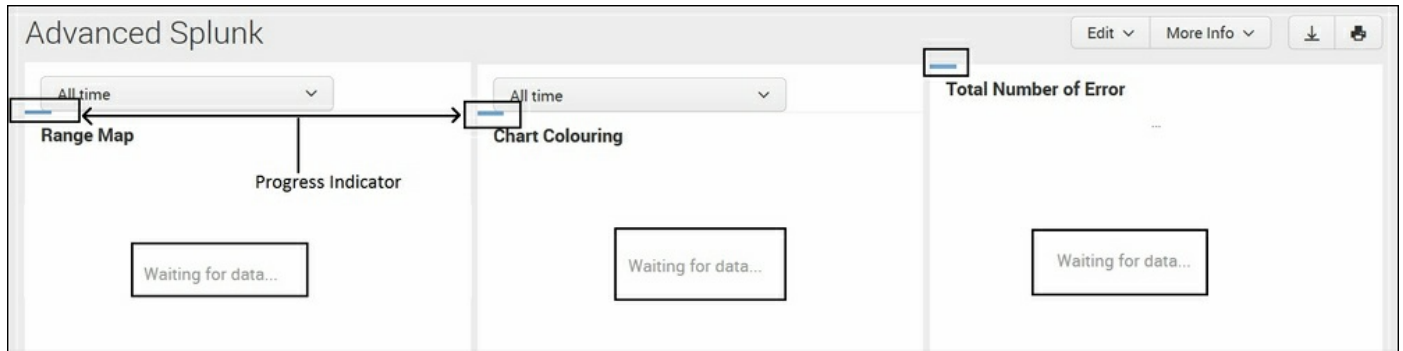 Advanced Splunk
Edit
More Info
All time
Range Map
Progress Indicator
Waiting for data...
All time
Chart Colouring
Waiting for data...
Total Number of Error
...
Waiting for data...